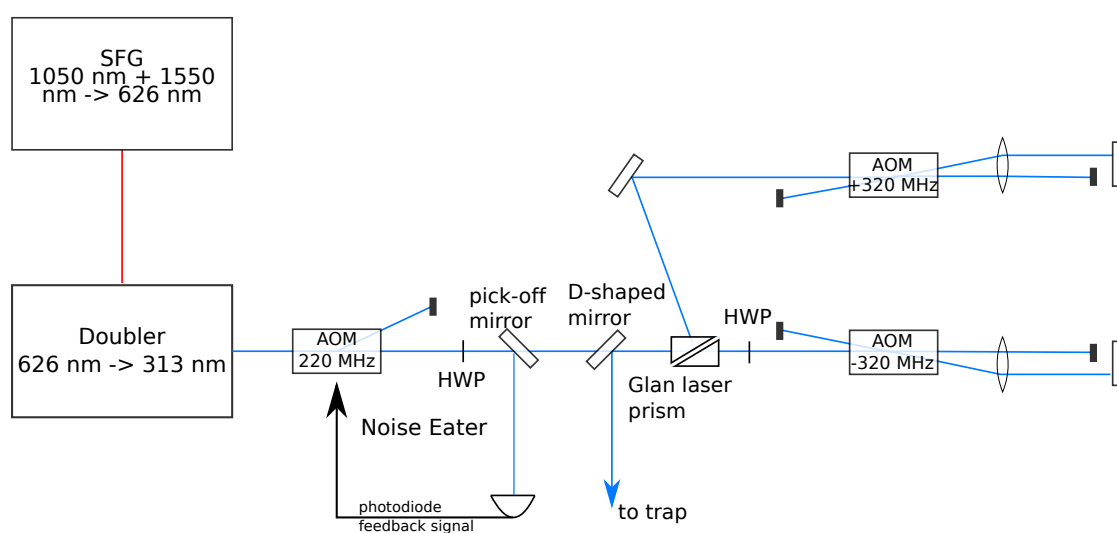 SFG
1050 nm + 1550
nm -> 626 nm
AOM
+320 MHz
pick-off
mirror
D-shaped
mirror
HWP
Doubler
626 nm -> 313 nm
AOM
220 MHz
HWP
AOM
-320 MHz
Glan laser
prism
Noise Eater
photodiode
feedback signal
to trap